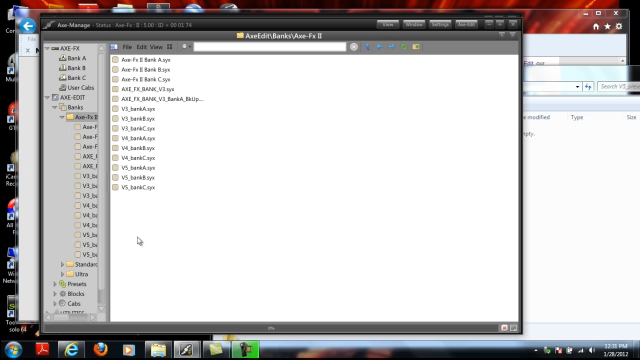 Axe-Manage - Status : Axe-Fx : II : 5.00 : ID = 00 01 74
View
Window
Settings
Axe-Edit
AxeEdit\Banks\Axe-Fx II
AXE-FX
Bank A
Bank B
Bank C
User Cabs
AXE-EDIT
Banks
Axe-Fx II
Standard
Ultra
Presets
Blocks
Cabs
File Edit View
Axe-Fx II Bank A.syx
Axe-Fx II Bank B.syx
Axe-Fx II Bank C.syx
AXE_FX_BANK_V3.syx
AXE_FX_BANK_V3_BankA_BkUp...
V3_bankA.syx
V3_bankB.syx
V3_bankC.syx
V4_bankA.syx
V4_bankB.syx
V4_bankC.syx
V5_bankA.syx
V5_bankB.syx
V5_bankC.syx
0%
Type
Size
12:31 PM
1/28/2012